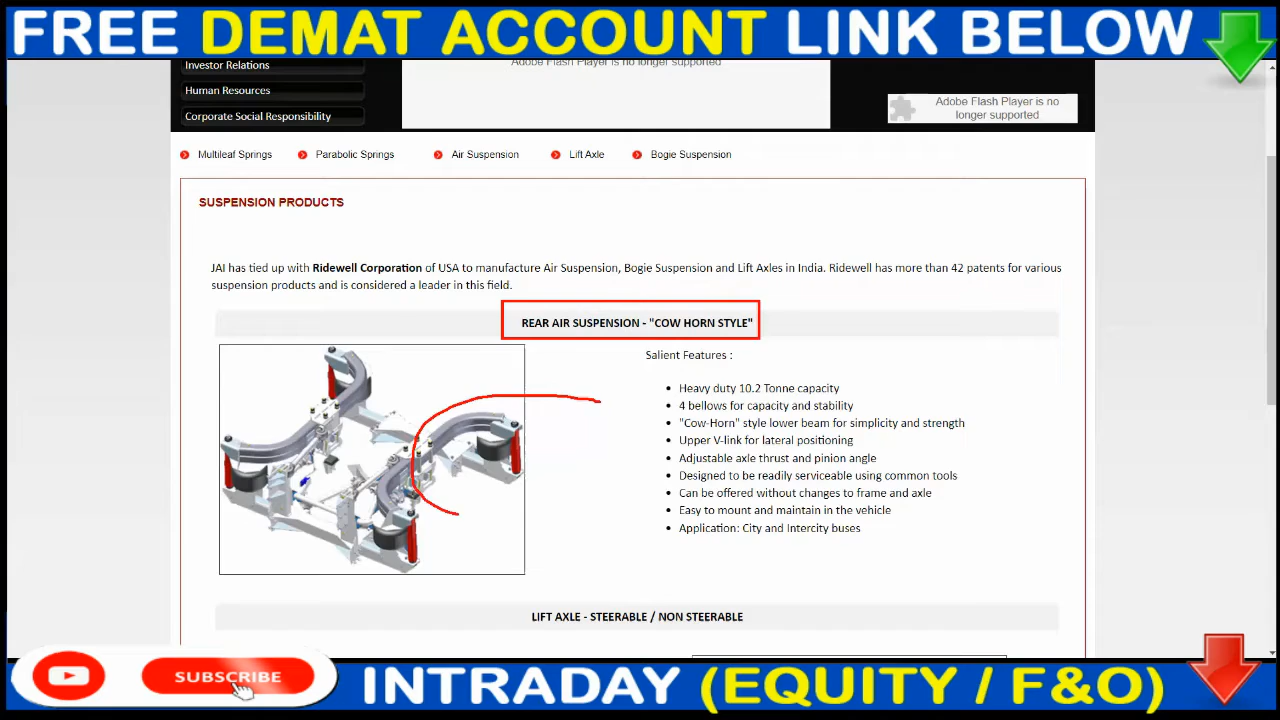 FREE DEMAT ACCOUNT LINK BELOW
Investor Relations
Adobe Flash Player is no longer supported
Human Resources
Adobe Flash Player is no
longer supported
Corporate Social Responsibility
Multileaf Springs
Parabolic Springs
Air Suspension
Lift Axle
Bogie Suspension
SUSPENSION PRODUCTS
JAI has tied up with Ridewell Corporation of USA to manufacture Air Suspension, Bogie Suspension and Lift Axles in India. Ridewell has more than 42 patents for various
suspension products and is considered a leader in this field.
REAR AIR SUSPENSION - "COW HORN STYLE"
Salient Features :
Heavy duty 10.2 Tonne capacity
4 bellows for capacity and stability
"Cow-Horn" style lower beam for simplicity and strength
Upper V-link for lateral positioning
Adjustable axle thrust and pinion angle
Designed to be readily serviceable using common tools
Can be offered without changes to frame and axle
Easy to mount and maintain in the vehicle
Application: City and Intercity buses
LIFT AXLE - STEERABLE / NON STEERABLE
SUBSCRIBE
INTRADAY (EQUITY / F&O)